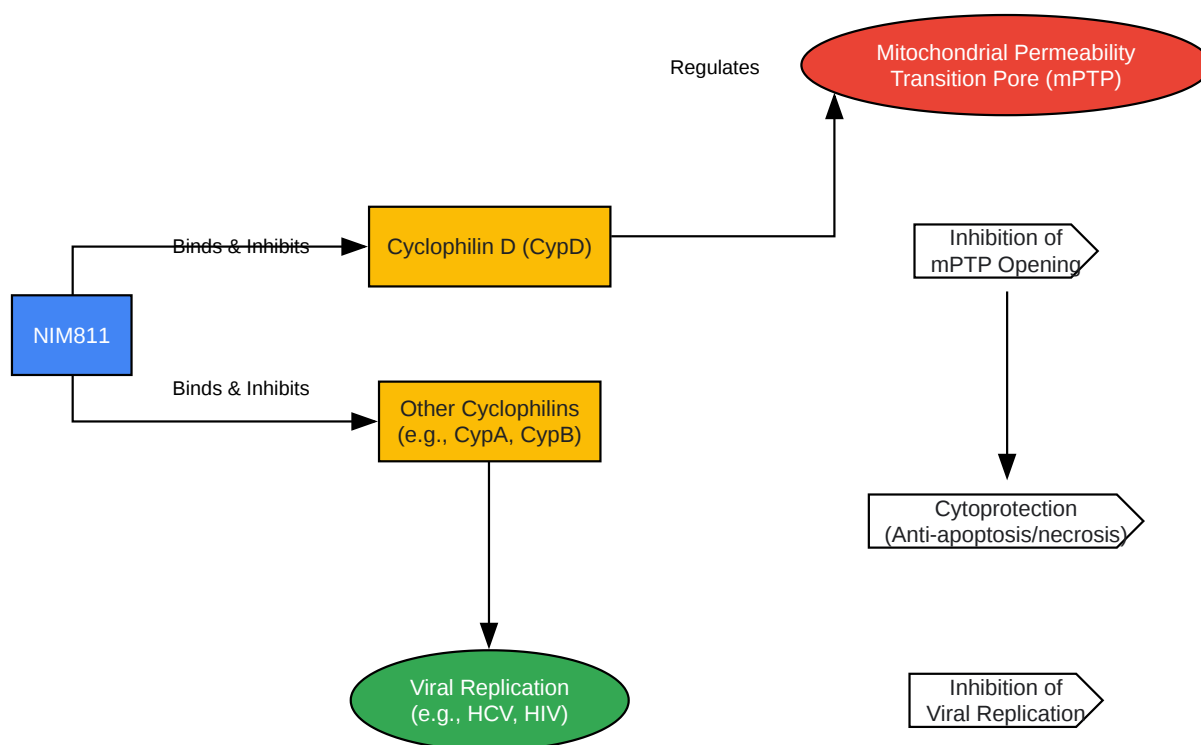 Regulates
Mitochondrial Permeability
Transition Pore (mPTP)
Binds & Inhibits
Cyclophilin D (CypD)
Inhibition of
mPTP Opening
NIM811
Binds & Inhibits
Other Cyclophilins
(e.g., CypA, CypB)
Cytoprotection
(Anti-apoptosis/necrosis)
Viral Replication
(e.g., HCV, HIV)
Inhibition of
Viral Replication